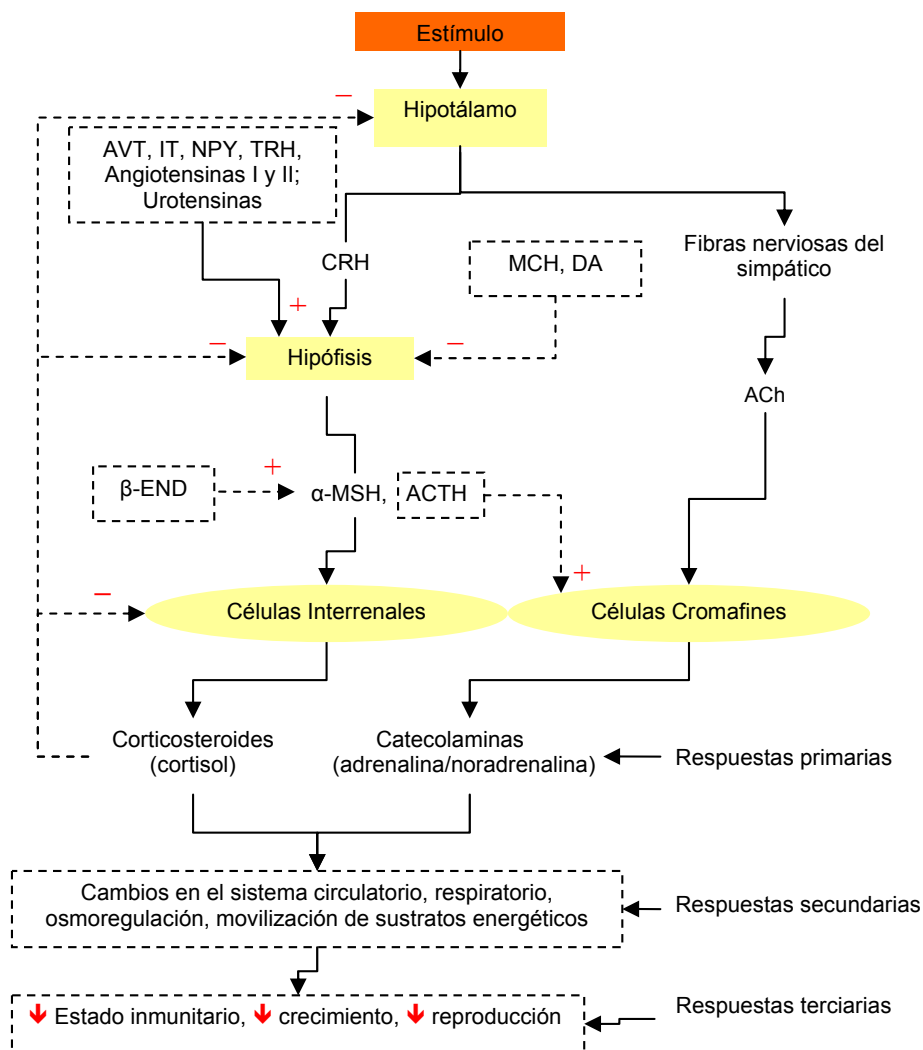 Estímulo
−
Hipotálamo
AVT, IT, NPY, TRH,
Angiotensinas I y II;
Urotensinas
CRH
MCH, DA
Fibras nerviosas del
simpático
+
−
Hipófisis
−
ACh
β-END
+
α-MSH,
ACTH
−
Células Interrenales
+
Células Cromafines
Corticosteroides
(cortisol)
Catecolaminas
(adrenalina/noradrenalina)
Respuestas primarias
Cambios en el sistema circulatorio, respiratorio,
osmoregulación, movilización de sustratos energéticos
Respuestas secundarias
↓ Estado inmunitario, ↓ crecimiento, ↓ reproducción
Respuestas terciarias